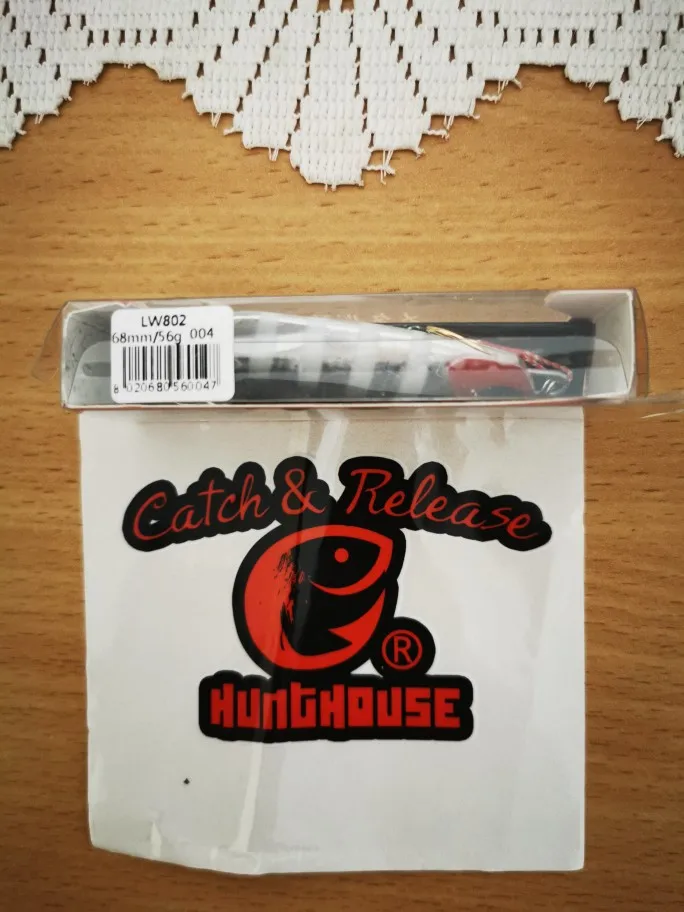 LW802
68mm/56g 004
8 020680 560047
Catch & Release
®
HUNTHOUSE